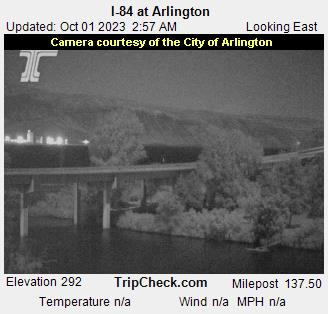 I-84 at Arlington
Updated: Oct 01 2023 2:57 AM Looking East
Camera courtesy of the City of Arlington
Elevation 292 TripCheck.com Milepost 137.50
Temperature n/a Wind n/a MPH n/a